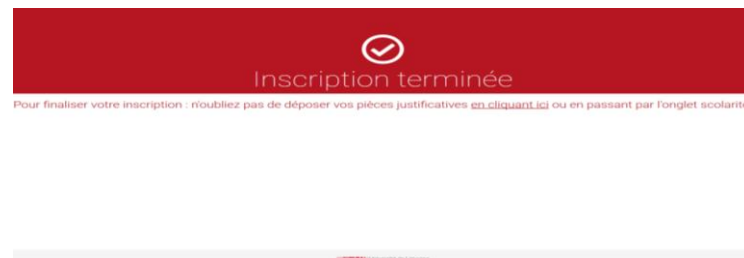 Inscription terminée
Pour finaliser votre inscription : n'oubliez pas de déposer vos pièces justificatives en cliquant ici ou en passant par l'onglet scolarité